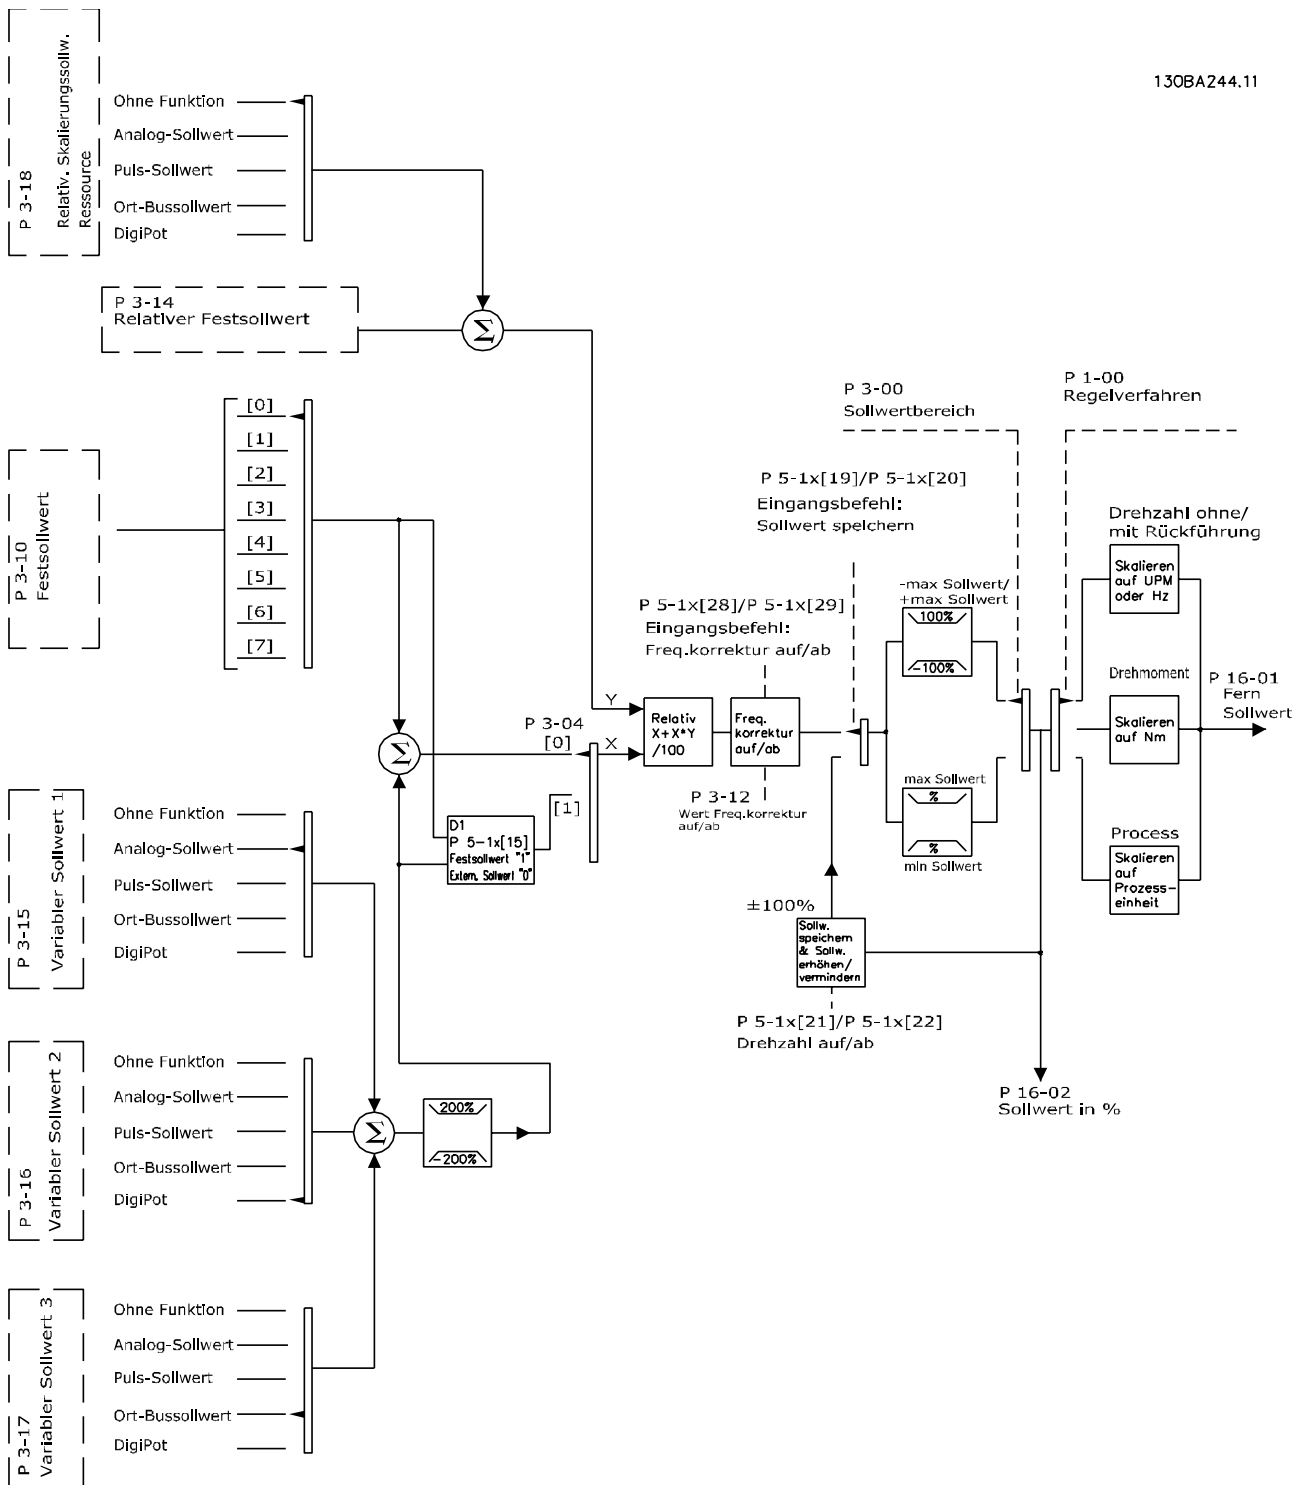 130BA244.11
P 3-18
Relativ. Skalierungssollw.
Ressource
Ohne Funktion
Analog-Sollwert
Puls-Sollwert
Ort-Bussollwert
DigiPot
P 3-14
Relativer Festsollwert
Σ
P 3-10
Festsollwert
[0]
[1]
[2]
[3]
[4]
[5]
[6]
[7]
P 3-15
Variabler Sollwert 1
Ohne Funktion
Analog-Sollwert
Puls-Sollwert
Ort-Bussollwert
DigiPot
P 3-16
Variabler Sollwert 2
Ohne Funktion
Analog-Sollwert
Puls-Sollwert
Ort-Bussollwert
DigiPot
P 3-17
Variabler Sollwert 3
Ohne Funktion
Analog-Sollwert
Puls-Sollwert
Ort-Bussollwert
DigiPot
Σ
200%
-200%
Σ
D1
P 5-1x[15]
Festsollwert "1"
Extern. Sollwert "0"
P 3-04
[0]
[1]
Y
X
Relativ
X+X*Y
/100
P 5-1x[28]/P 5-1x[29]
Eingangsbefehl:
Freq.korrektur auf/ab
Freq.
korrektur
auf/ab
P 3-12
Wert Freq.korrektur
auf/ab
P 5-1x[19]/P 5-1x[20]
Eingangsbefehl:
Sollwert speichern
P 3-00
Sollwertbereich
-max Sollwert/
+max Sollwert
100%
-100%
max Sollwert
%
%
min Sollwert
±100%
Sollw.
speichern
& Sollw.
erhöhen/
vermindern
P 5-1x[21]/P 5-1x[22]
Drehzahl auf/ab
P 1-00
Regelverfahren
Drehzahl ohne/
mit Rückführung
Skalieren
auf UPM
oder Hz
Drehmoment
Skalieren
auf Nm
Process
Skalieren
auf
Prozess-
einheit
P 16-01
Fern
Sollwert
P 16-02
Sollwert in %